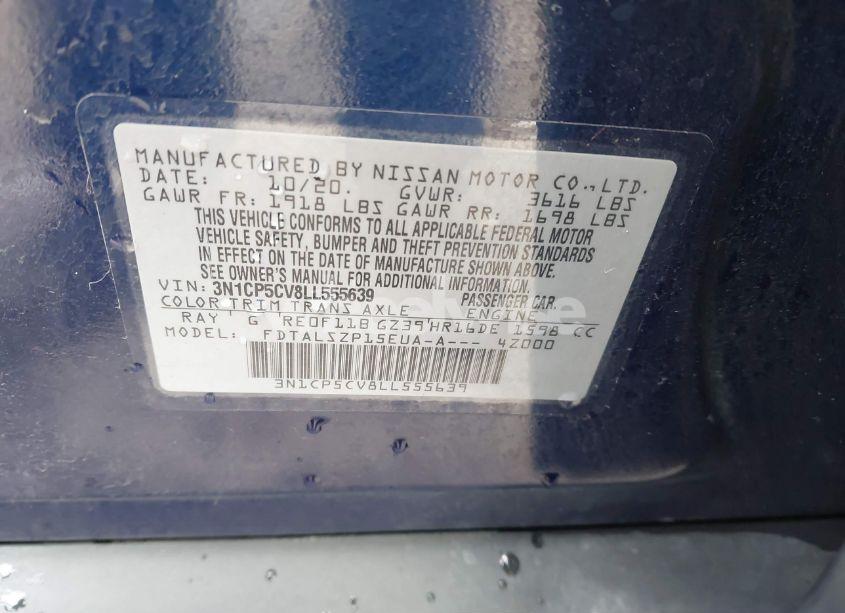 MANUFACTURED BY NISSAN MOTOR CO.,LTD.
DATE: 10/20. GVWR: 3616 LBS
GAWR FR: 1918 LBS GAWR RR: 1698 LBS
THIS VEHICLE CONFORMS TO ALL APPLICABLE FEDERAL MOTOR
VEHICLE SAFETY, BUMPER AND THEFT PREVENTION STANDARDS
IN EFFECT ON THE DATE OF MANUFACTURE SHOWN ABOVE.
SEE OWNER'S MANUAL FOR ADDITIONAL INFORMATION.
VIN: 3N1CP5CV8LL555639 PASSENGER CAR.
COLOR TRIM TRANS AXLE ENGINE
RAY G RE0F11B GZ39 HR16DE 1598 CC
MODEL: FDTALSZP15EUA-A--- 4Z000
3N1CP5CV8LL555639